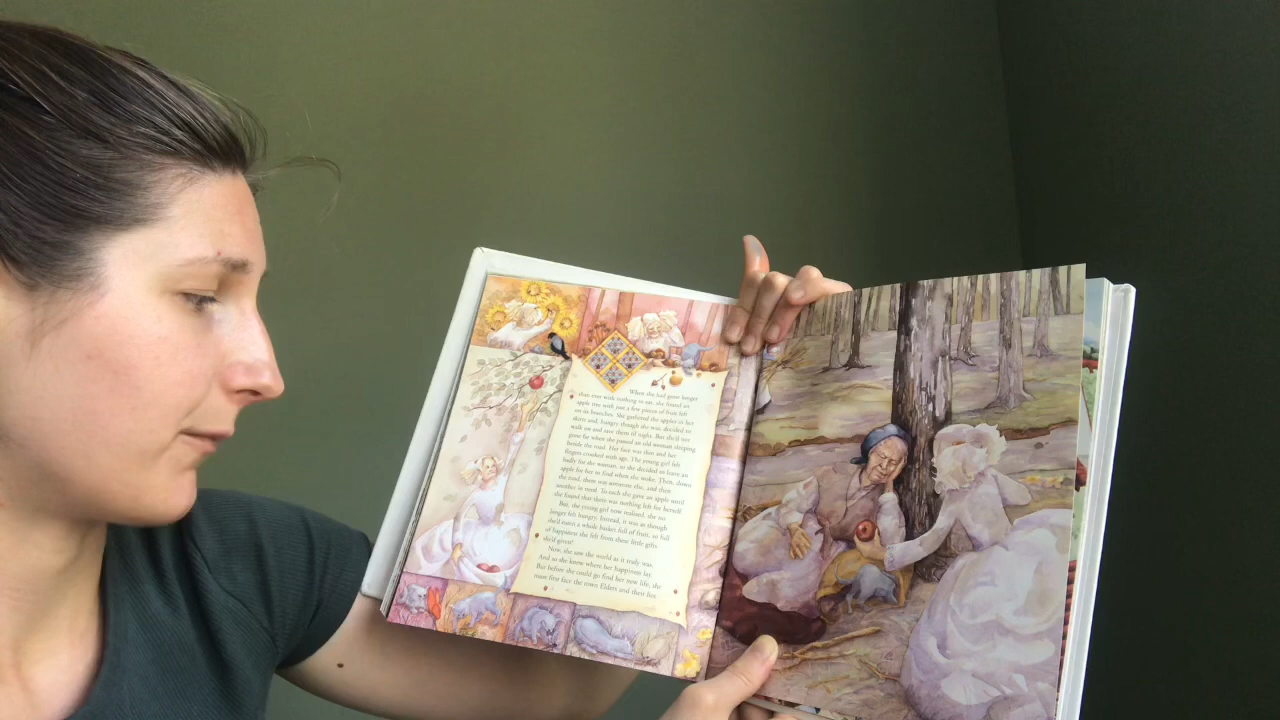 When she had gone longer
than ever with nothing to eat, she found an
apple tree with just a few pieces of fruit left
on its branches. She gathered the apples in her
skirts and, hungry though she was, decided to
walk on and save them til night. But she'd not
gone far when she passed an old woman sleeping
beside the road. Her face was thin and her
fingers crooked with age. The young girl felt
badly for the woman, so she decided to leave an
apple for her to find when she woke. Then, down
the road, there was someone else, and then
another in need. To each she gave an apple until
she found that there was nothing left for herself.
But, the young girl now realized, she no
longer felt hungry. Instead, it was as though
she'd eaten a whole basket full of fruit, so full
of happiness she felt from these little gifts
she'd given!
Now, she saw the world as it truly was.
And so she knew where her happiness lay.
But before she could go find her new life, she
must first face the town Elders and their lies.